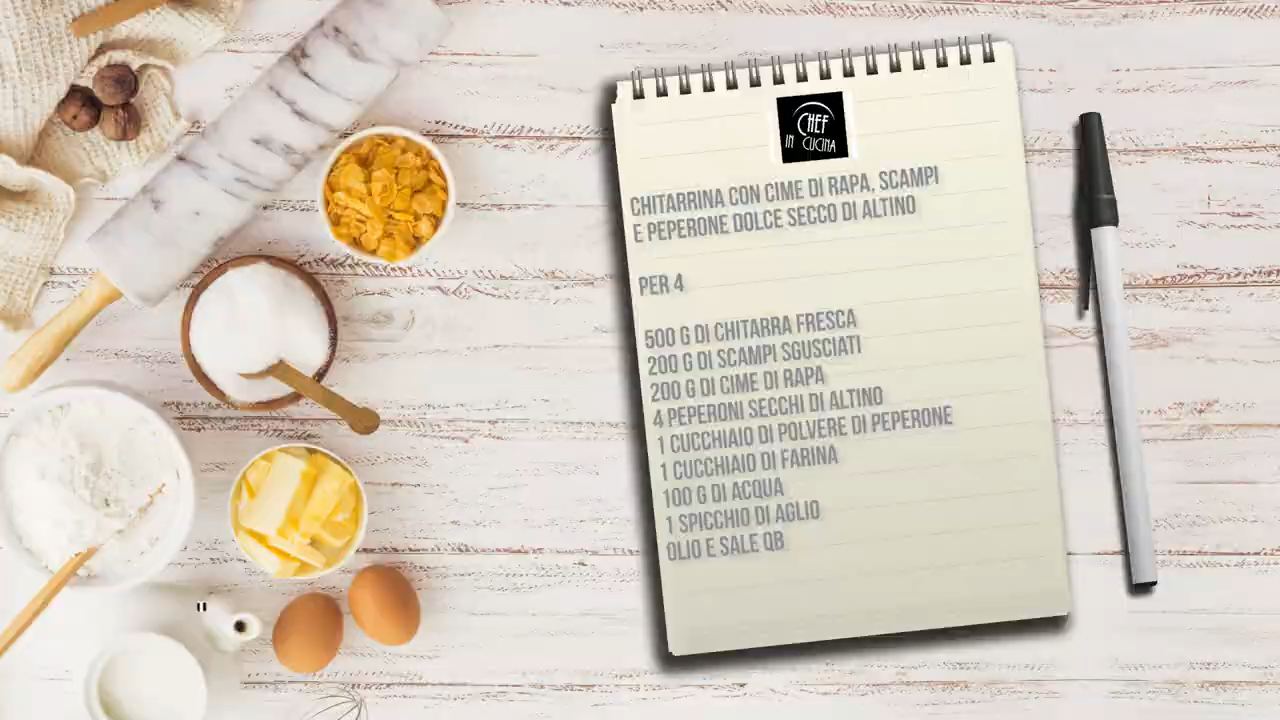 CHEF
IN CUCINA
CHITARRINA CON CIME DI RAPA, SCAMPI
E PEPERONE DOLCE SECCO DI ALTINO
PER 4
500 G DI CHITARRA FRESCA
200 G DI SCAMPI SGUSCIATI
200 G DI CIME DI RAPA
4 PEPERONI SECCHI DI ALTINO
1 CUCCHIAIO DI POLVERE DI PEPERONE
1 CUCCHIAIO DI FARINA
100 G DI ACQUA
1 SPICCHIO DI AGLIO
OLIO E SALE QB